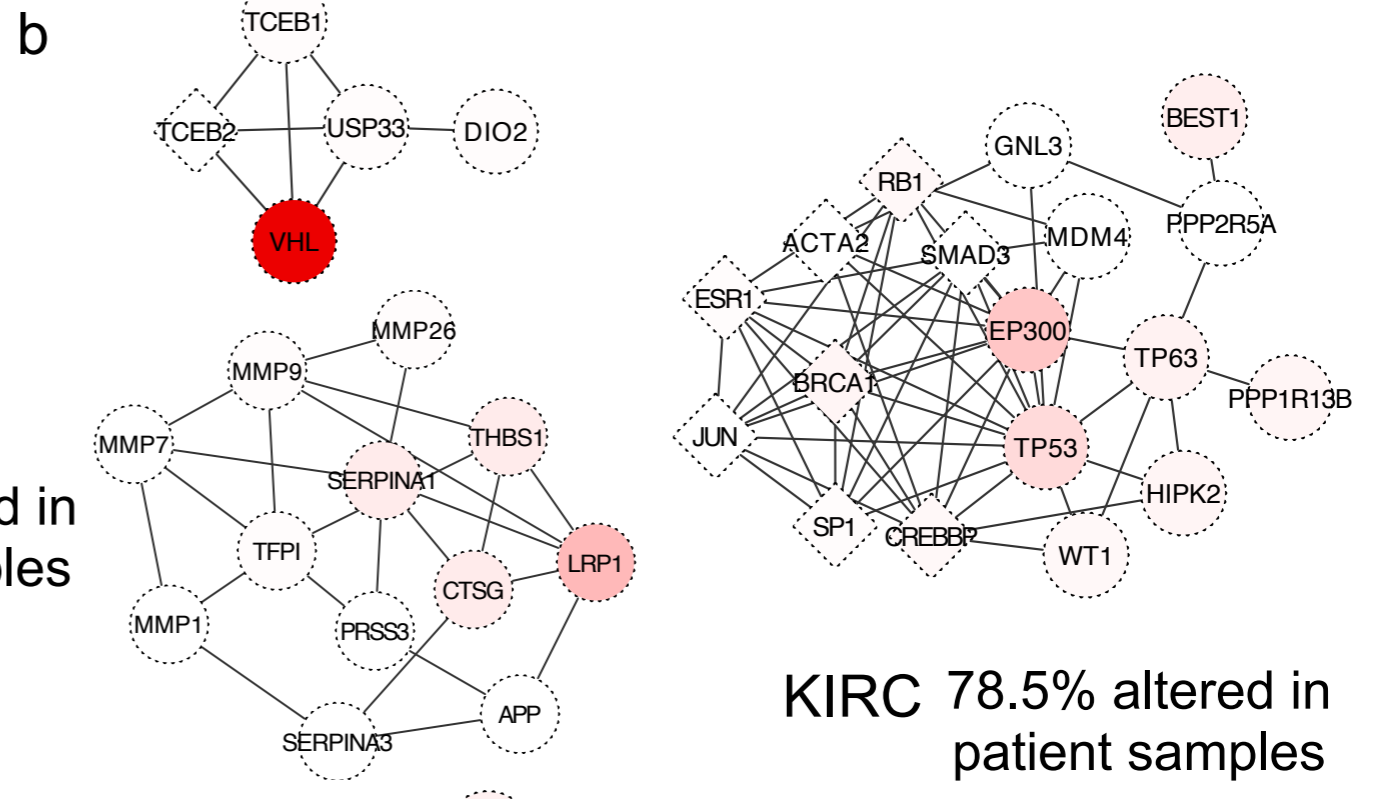 b
TCEB1
TCEB2
USP33
DIO2
VHL
MMP26
MMP9
MMP7
THBS1
SERPINA1
TFPI
LRP1
CTSG
MMP1
PRSS3
APP
SERPINA3
d in
les
BEST1
GNL3
RB1
PPP2R5A
ACTA2
SMAD3
MDM4
ESR1
EP300
TP63
BRCA1
PPP1R13B
JUN
TP53
HIPK2
SP1
CREBBP
WT1
KIRC 78.5% altered in
patient samples